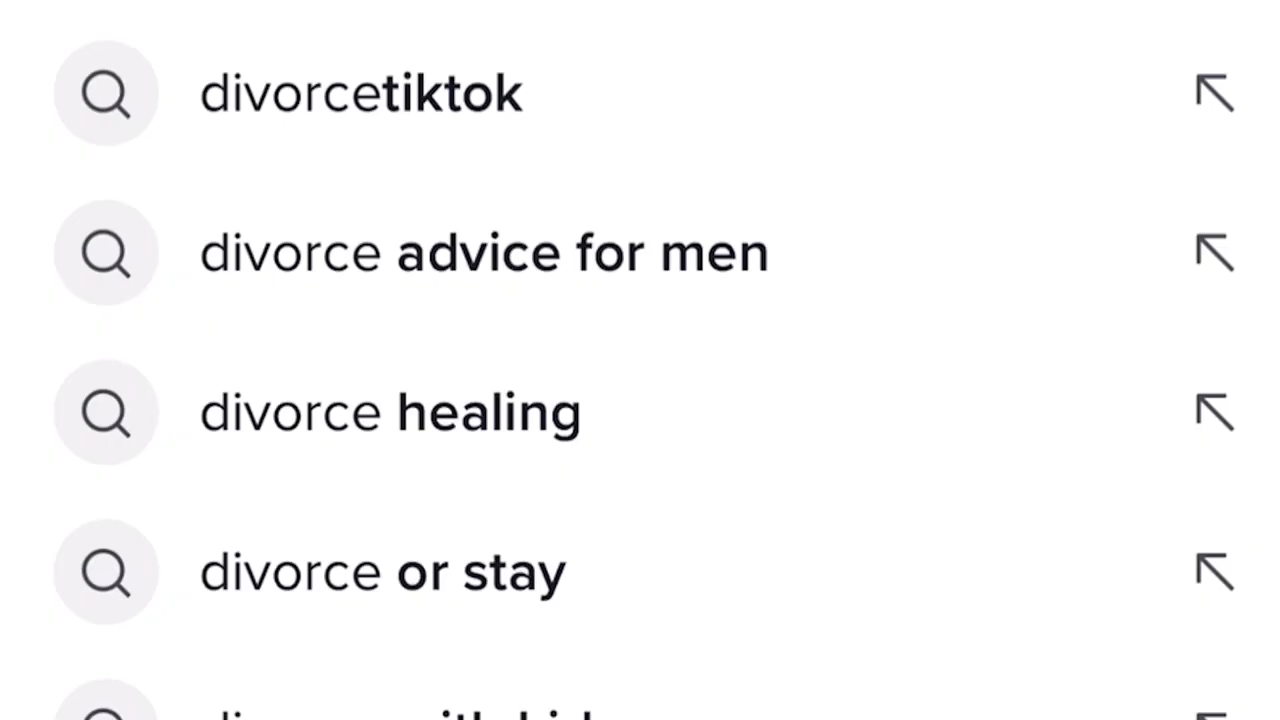 divorcetiktok
divorce advice for men
divorce healing
divorce or stay